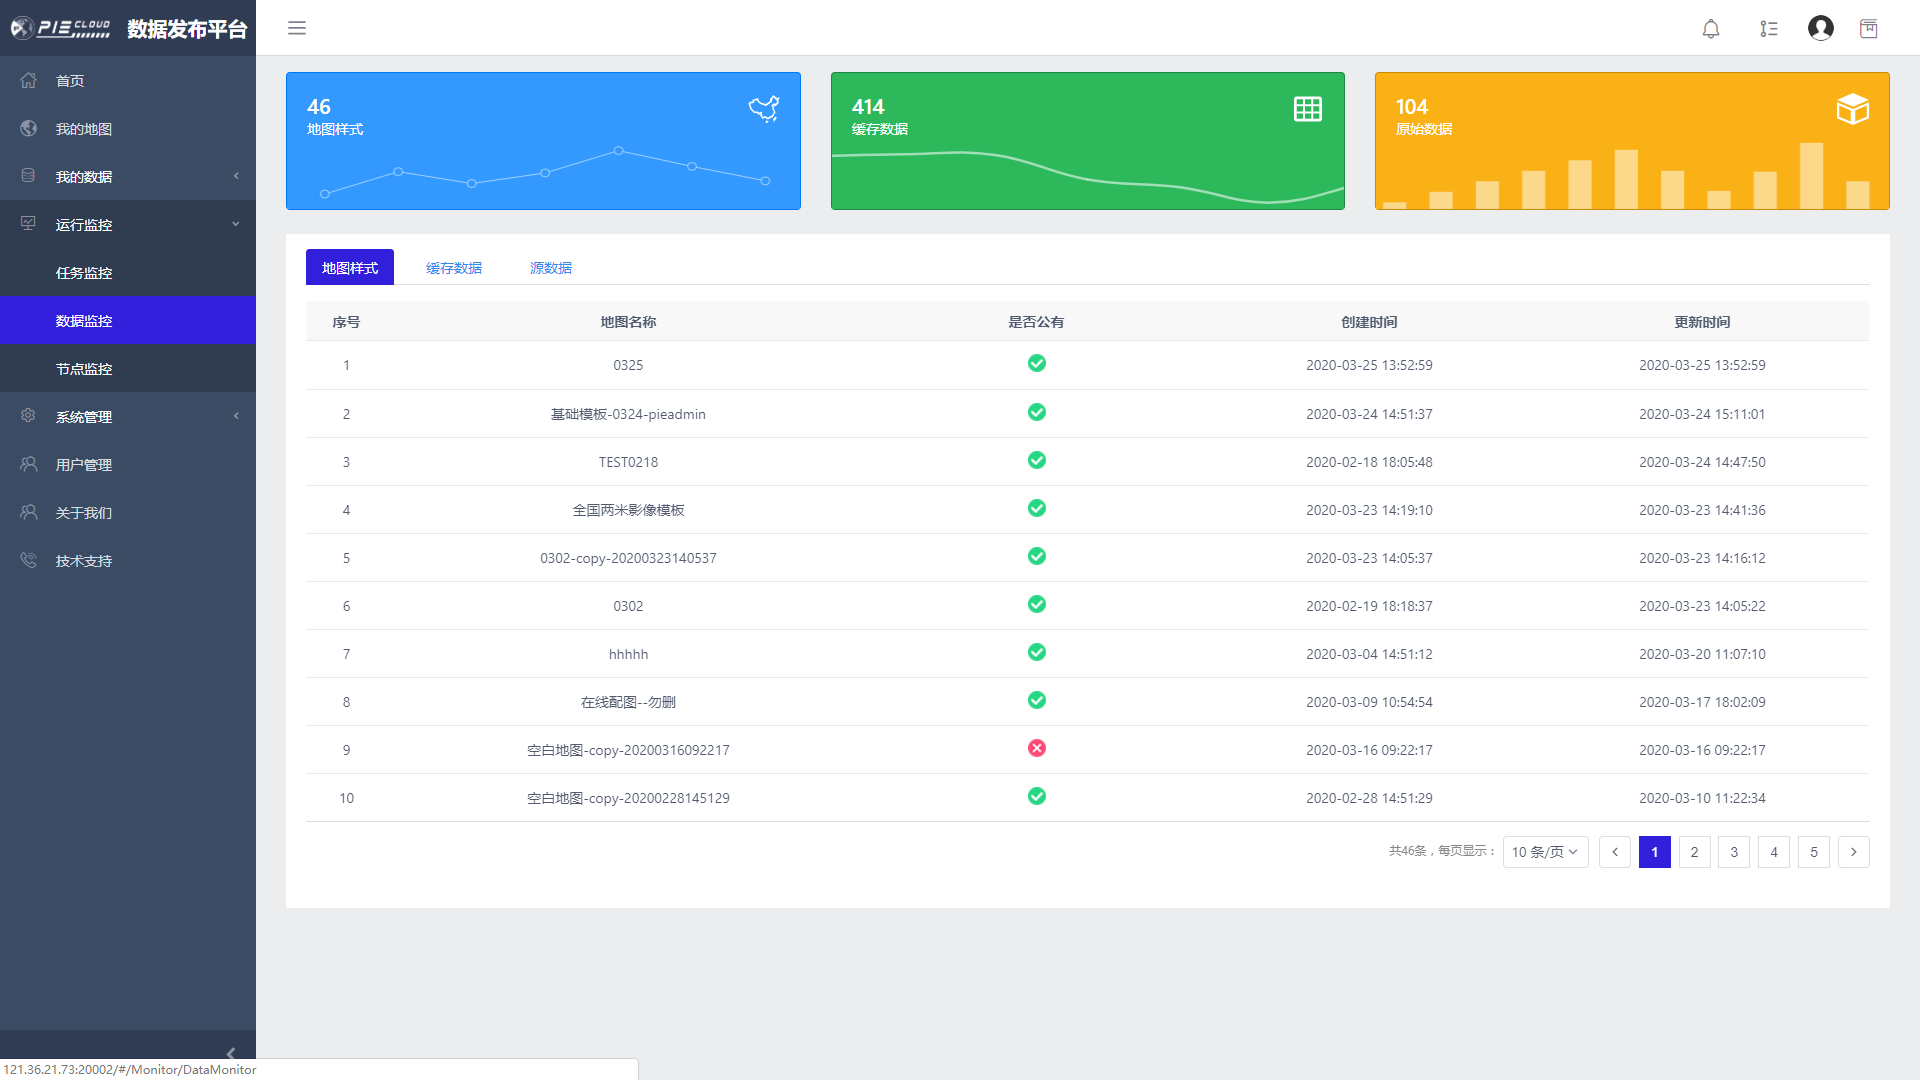 PIE CLOUD 数据发布平台
首页
我的地图
我的数据
运行监控
任务监控
数据监控
节点监控
系统管理
用户管理
关于我们
技术支持
46
地图样式
414
缓存数据
104
原始数据
地图样式 缓存数据 源数据
序号 地图名称 是否公有 创建时间 更新时间
1 0325 2020-03-25 13:52:59 2020-03-25 13:52:59
2 基础模板-0324-pieadmin 2020-03-24 14:51:37 2020-03-24 15:11:01
3 TEST0218 2020-02-18 18:05:48 2020-03-24 14:47:50
4 全国两米影像模板 2020-03-23 14:19:10 2020-03-23 14:41:36
5 0302-copy-20200323140537 2020-03-23 14:05:37 2020-03-23 14:16:12
6 0302 2020-02-19 18:18:37 2020-03-23 14:05:22
7 hhhhh 2020-03-04 14:51:12 2020-03-20 11:07:10
8 在线配图--勿删 2020-03-09 10:54:54 2020-03-17 18:02:09
9 空白地图-copy-20200316092217 2020-03-16 09:22:17 2020-03-16 09:22:17
10 空白地图-copy-20200228145129 2020-02-28 14:51:29 2020-03-10 11:22:34
共46条，每页显示： 10 条/页 1 2 3 4 5
121.36.21.73:20002/#/Monitor/DataMonitor